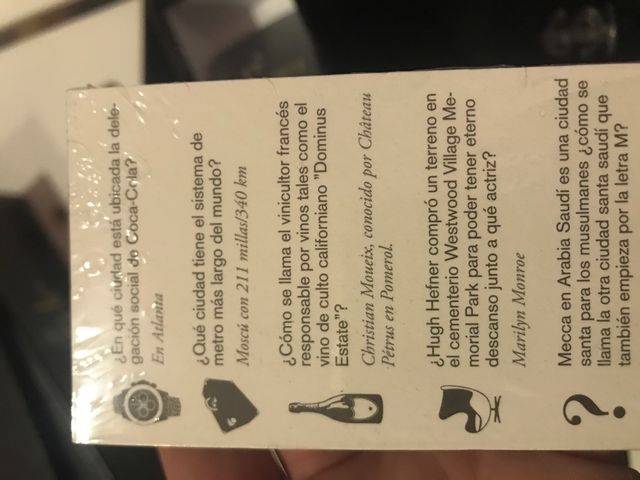 ¿En qué ciudad está ubicada la dele-
gación social de Coca-Cola?
En Atlanta
¿Qué ciudad tiene el sistema de
metro más largo del mundo?
Moscú con 211 millas/340 km
¿Cómo se llama el vinicultor francés
responsable por vinos tales como el
vino de culto californiano "Dominus
Estate"?
Christian Moueix, conocido por Château
Pétrus en Pomerol.
¿Hugh Hefner compró un terreno en
el cementerio Westwood Village Me-
morial Park para poder tener eterno
descanso junto a qué actriz?
Marilyn Monroe
?
Mecca en Arabia Saudí es una ciudad
santa para los musulmanes ¿cómo se
llama la otra ciudad santa saudí que
también empieza por la letra M?